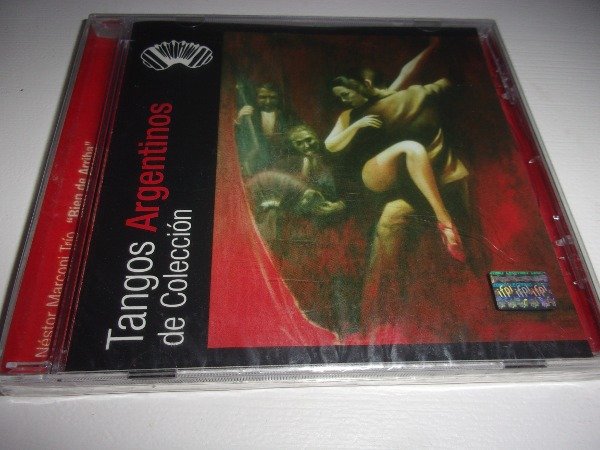 Néstor Marconi Trío "Bien de Arriba"
Tangos Argentinos
de Colección